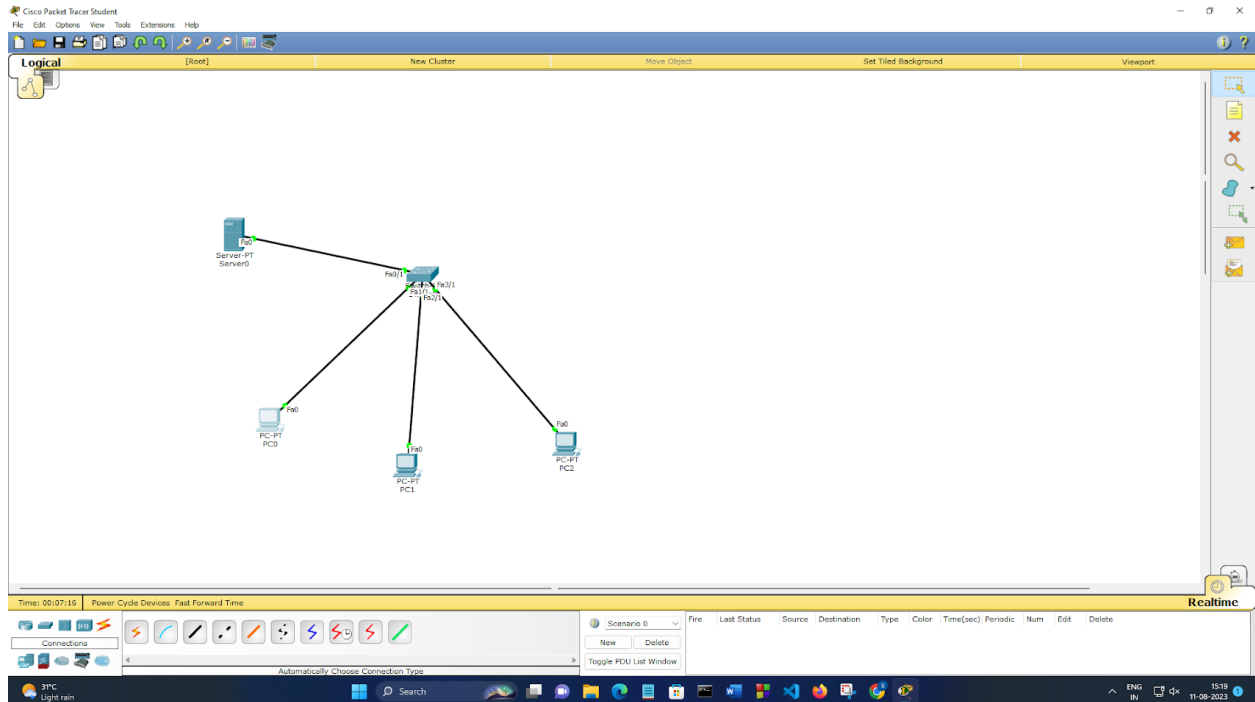 Cisco Packet Tracer Student
File Edit Options View Tools Extensions Help
Logical [Root] New Cluster Move Object Set Tiled Background Viewport
Fa0
Server-PT
Server0
Fa0/1
Fa3/1
Fa1/1
Fa2/1
Fa0
PC-PT
PC0
Fa0
PC-PT
PC1
Fa0
PC-PT
PC2
Time: 00:07:16 Power Cycle Devices Fast Forward Time Realtime
Connections
Automatically Choose Connection Type
Scenario 0
New Delete
Toggle PDU List Window
Fire Last Status Source Destination Type Color Time(sec) Periodic Num Edit Delete
31°C
Light rain
Search
ENG
IN
15:19
11-08-2023